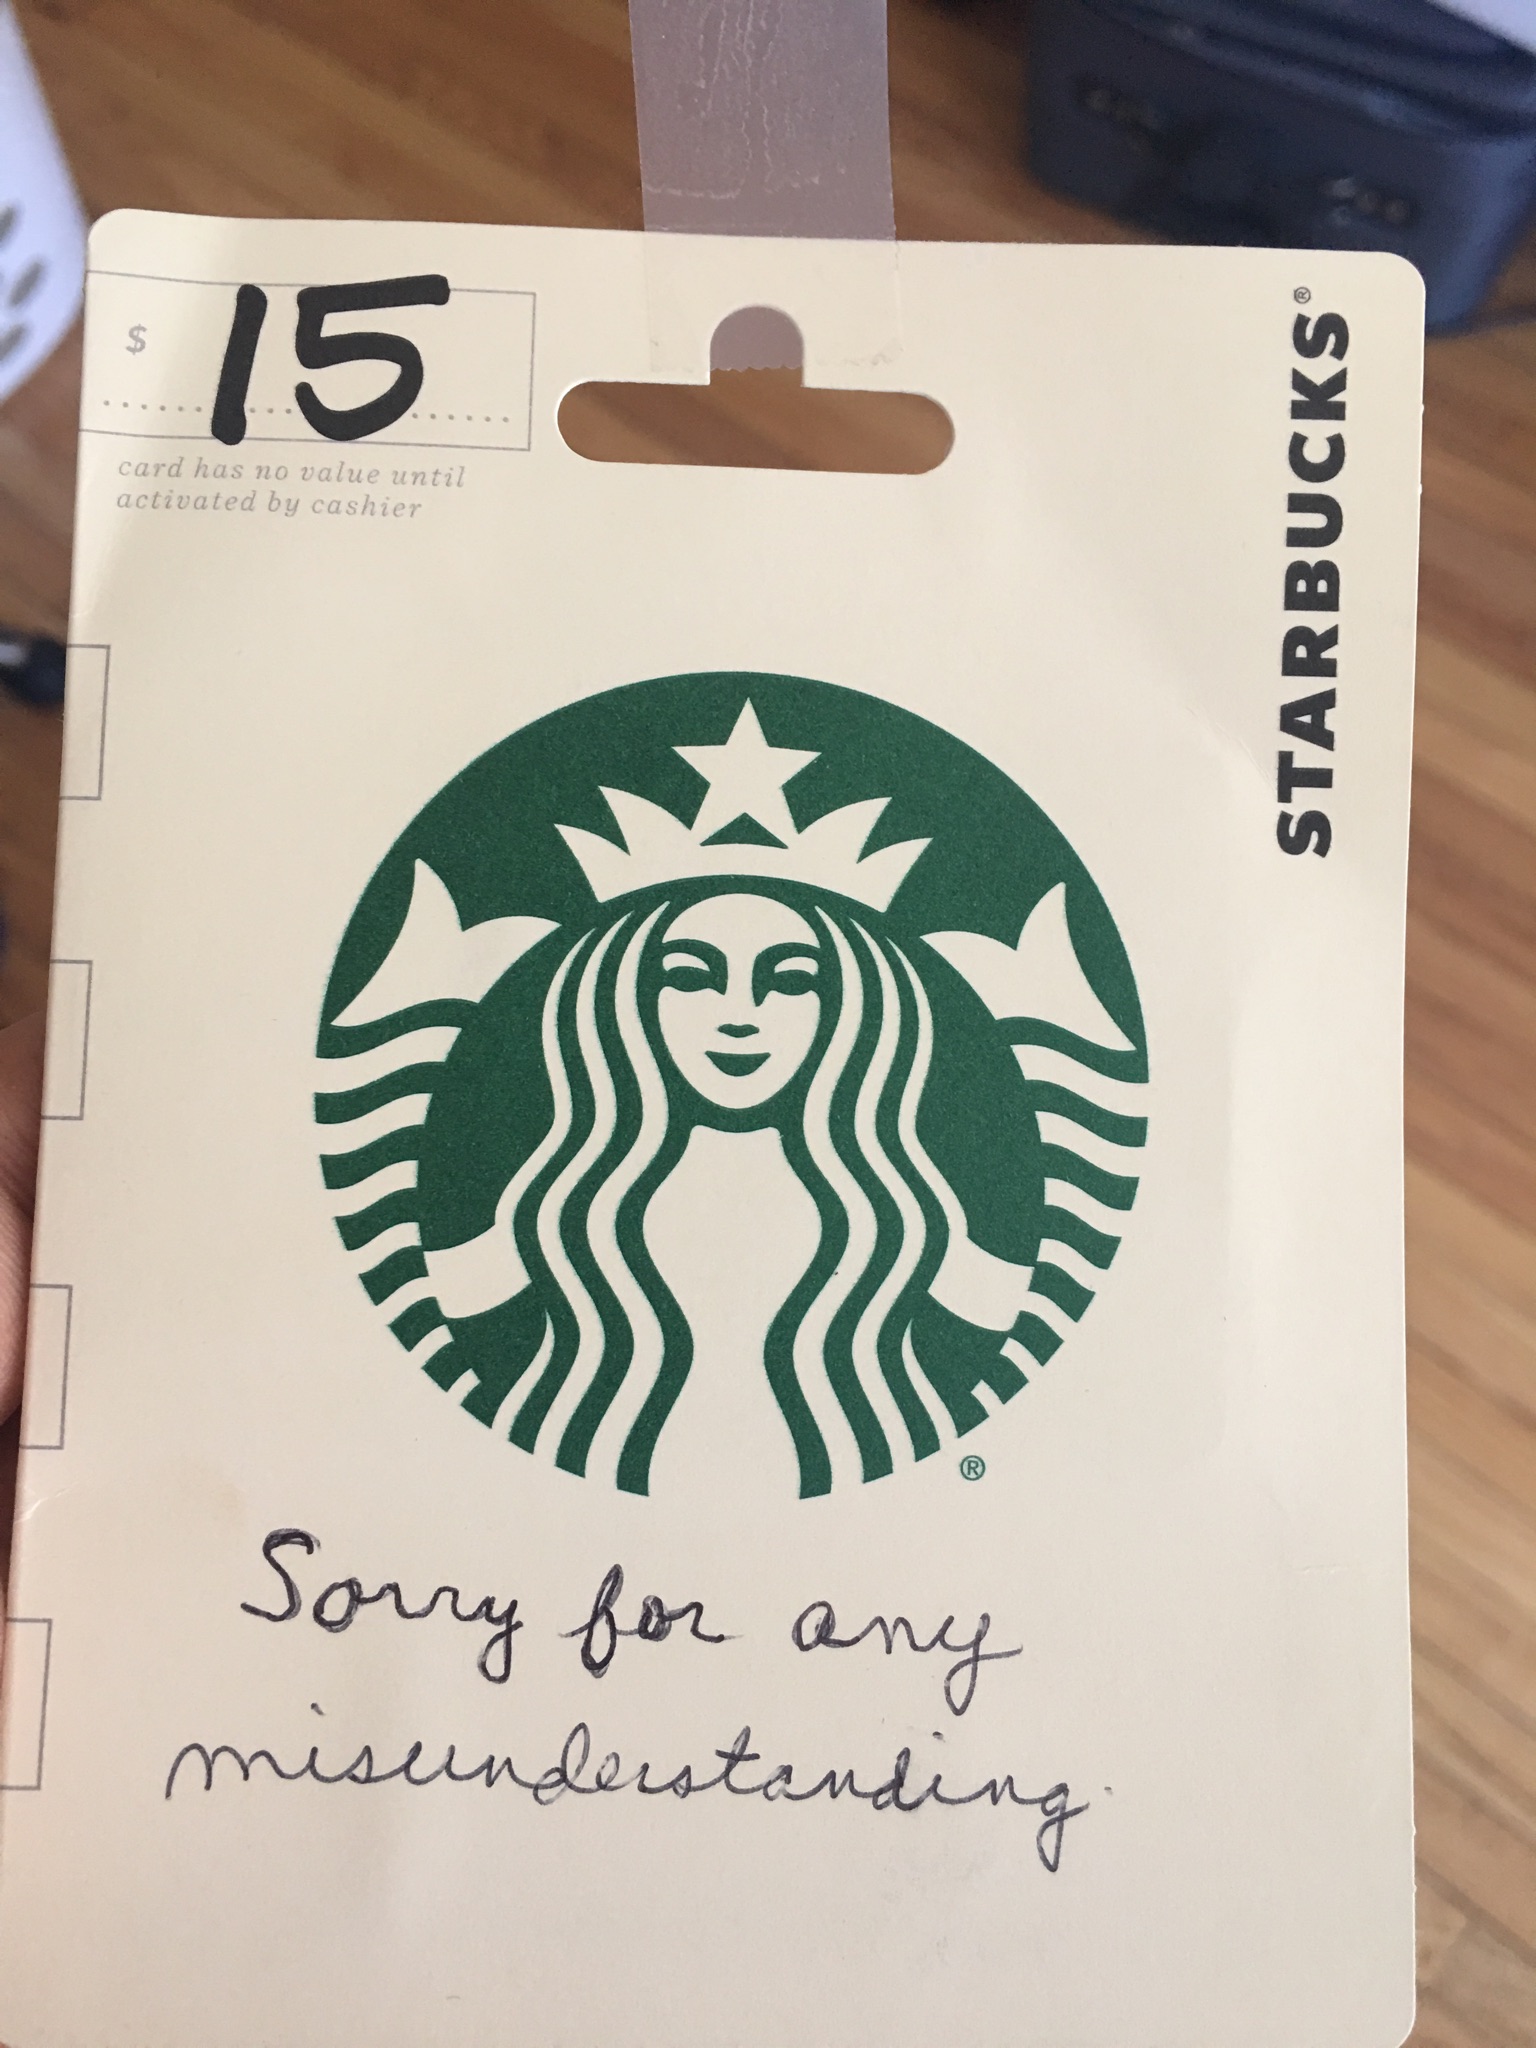 $ 15
card has no value until
activated by cashier
STARBUCKS®
®
Sorry for any
misunderstanding.